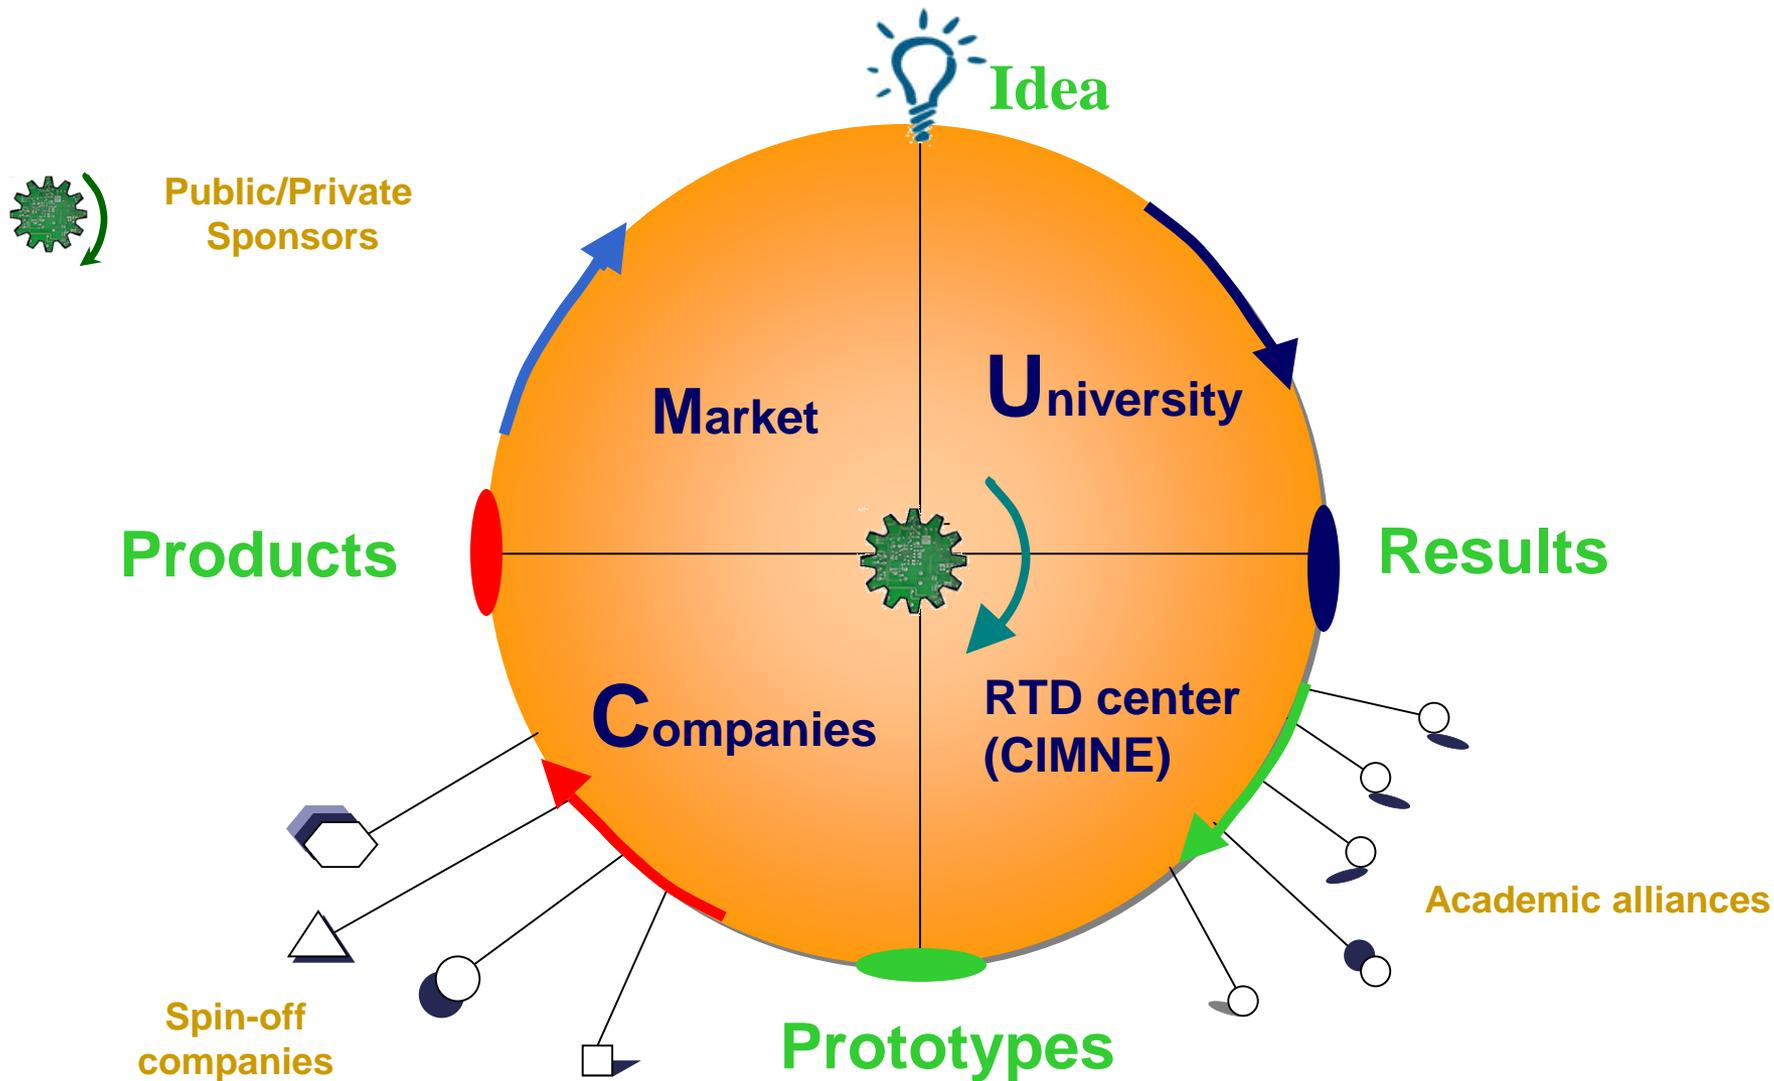 Idea
Public/Private
Sponsors
Market
University
Products
Results
Companies
RTD center
(CIMNE)
Academic alliances
Spin-off
companies
Prototypes